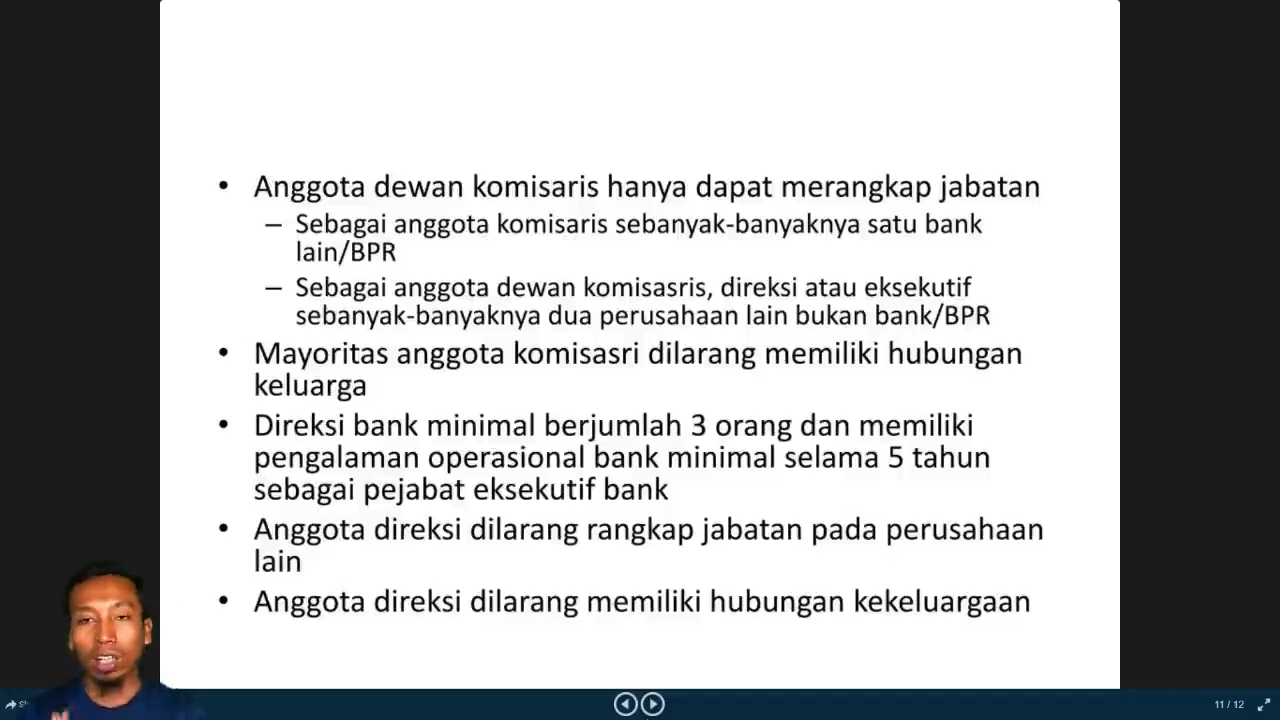 • Anggota dewan komisaris hanya dapat merangkap jabatan
– Sebagai anggota komisaris sebanyak-banyaknya satu bank
lain/BPR
– Sebagai anggota dewan komisasris, direksi atau eksekutif
sebanyak-banyaknya dua perusahaan lain bukan bank/BPR
• Mayoritas anggota komisasri dilarang memiliki hubungan
keluarga
• Direksi bank minimal berjumlah 3 orang dan memiliki
pengalaman operasional bank minimal selama 5 tahun
sebagai pejabat eksekutif bank
• Anggota direksi dilarang rangkap jabatan pada perusahaan
lain
• Anggota direksi dilarang memiliki hubungan kekeluargaan
11 / 12